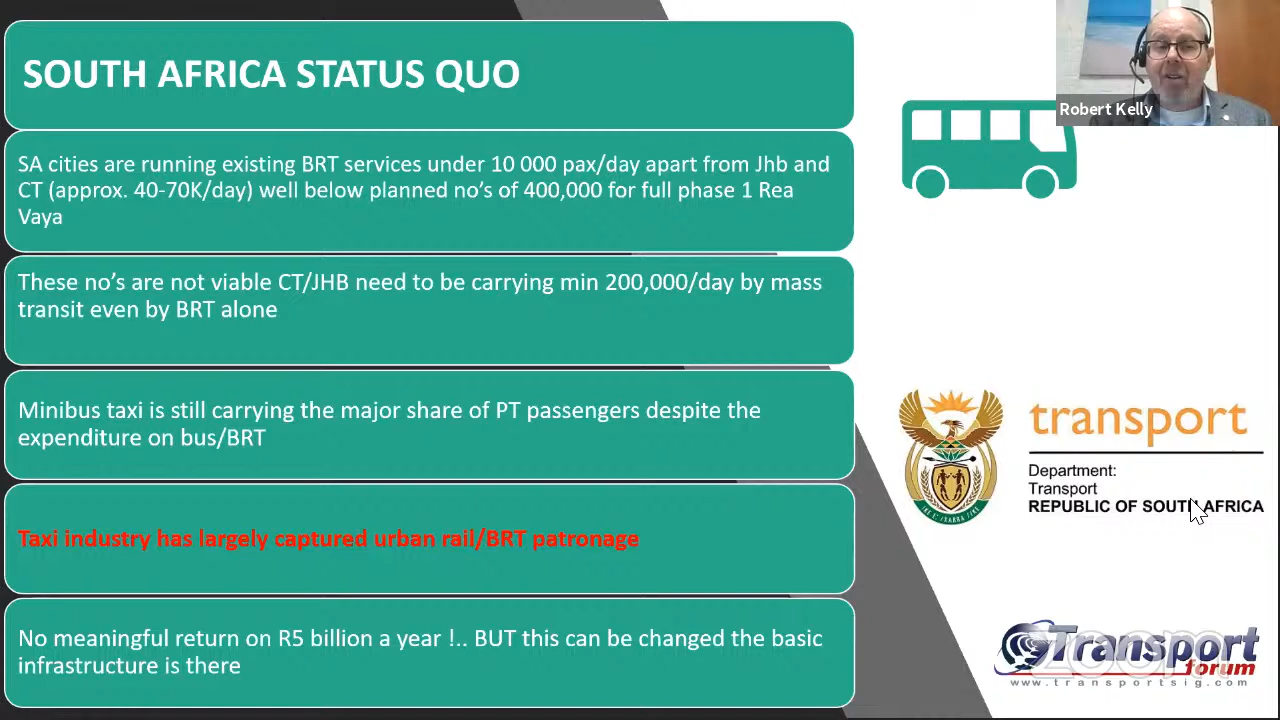 SOUTH AFRICA STATUS QUO
SA cities are running existing BRT services under 10 000 pax/day apart from Jhb and
CT (approx. 40-70K/day) well below planned no's of 400,000 for full phase 1 Rea
Vaya
These no's are not viable CT/JHB need to be carrying min 200,000/day by mass
transit even by BRT alone
Minibus taxi is still carrying the major share of PT passengers despite the
expenditure on bus/BRT
Taxi industry has largely captured urban rail/BRT patronage
No meaningful return on R5 billion a year !.. BUT this can be changed the basic
infrastructure is there
Robert Kelly
transport
Department:
Transport
REPUBLIC OF SOUTH AFRICA
Transport
forum
www.transportsig.com
zoom